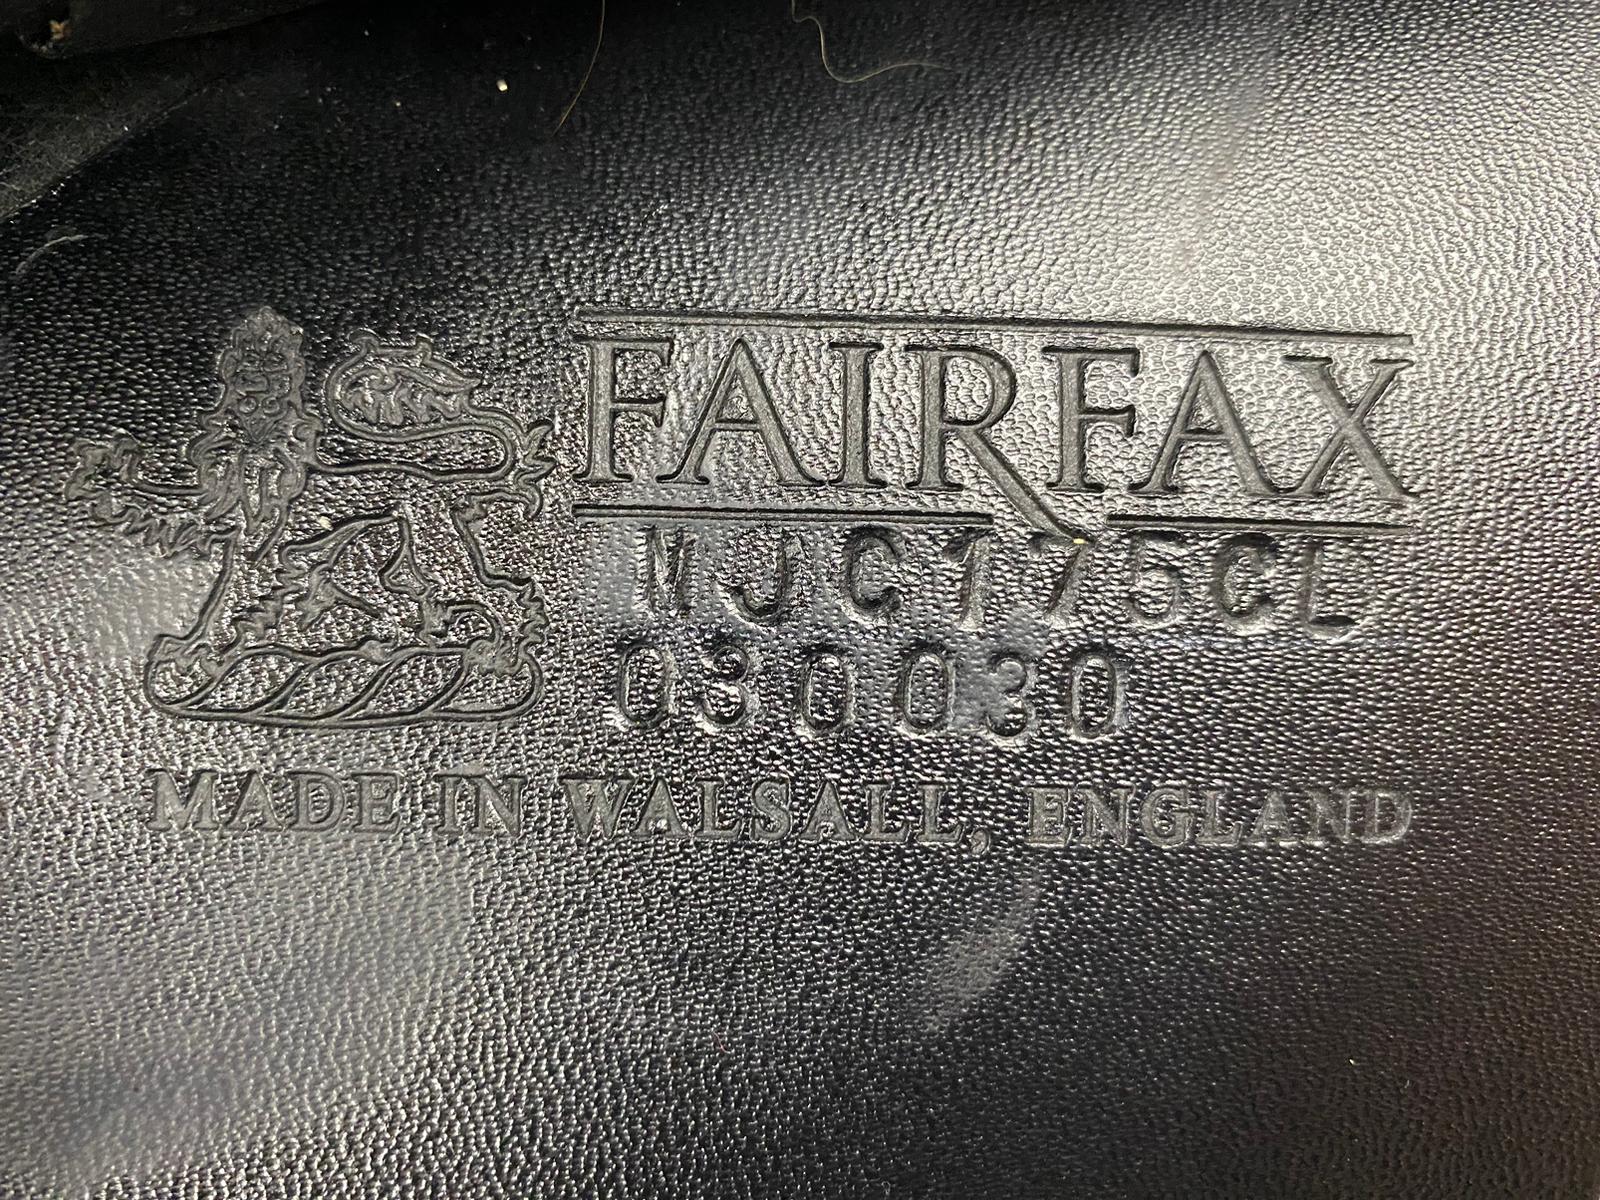 FAIRFAX
MJC175CL
030030
MADE IN WALSALL, ENGLAND